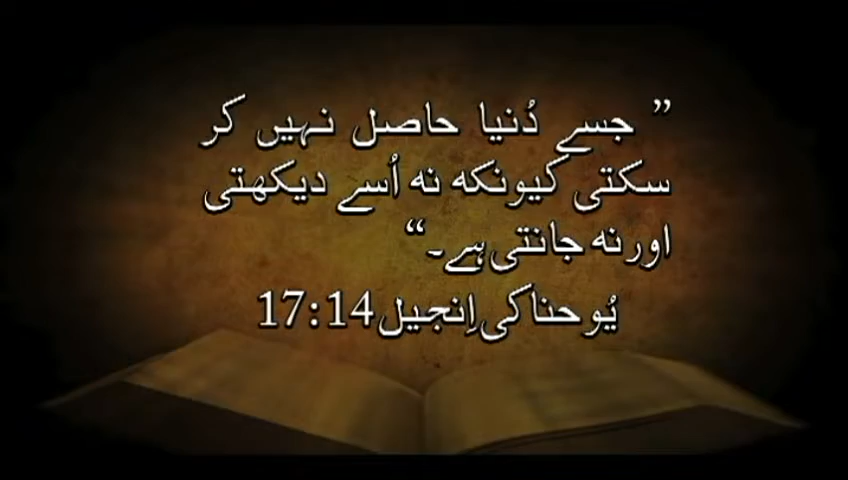 ” جسے دُنیا حاصل نہیں کر
سکتی کیونکہ نہ اُسے دیکھتی
اور نہ جانتی ہے۔“
یُوحنا کی اِنجیل 17:14